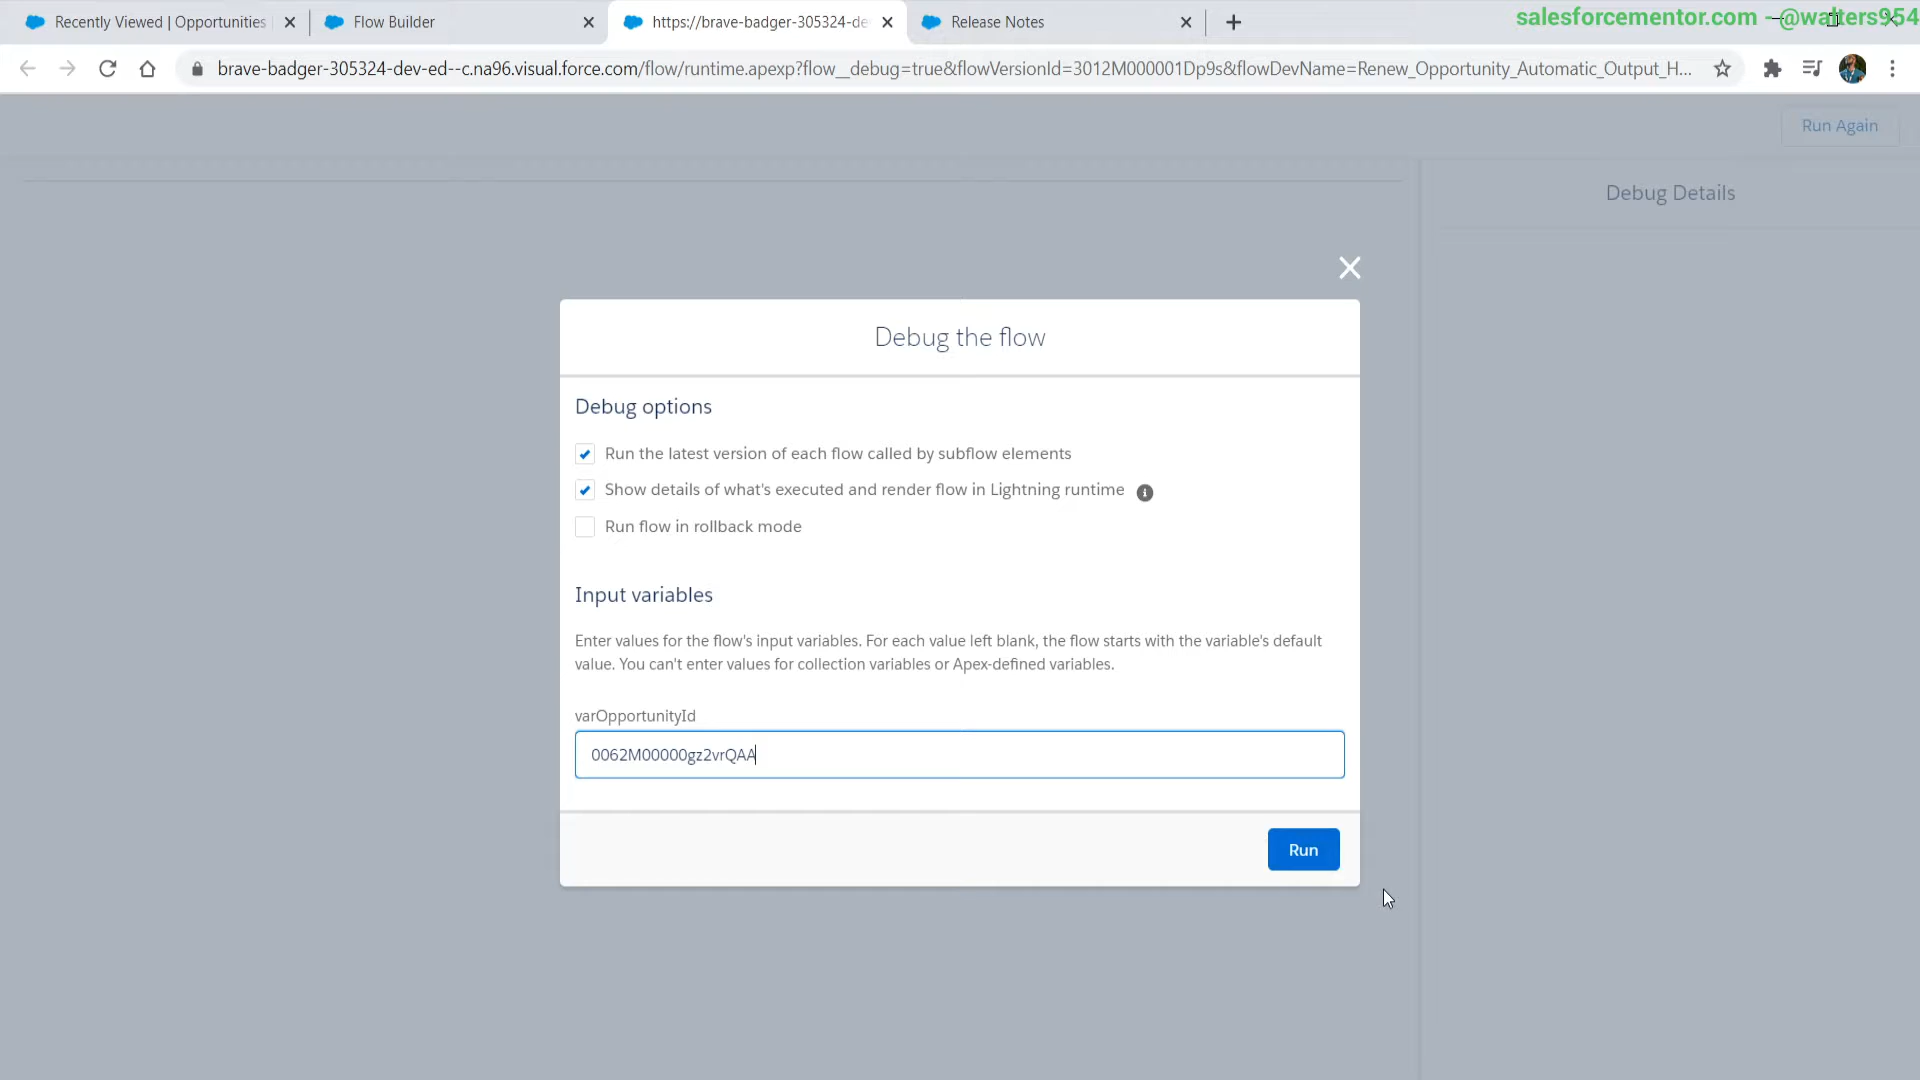 Recently Viewed | Opportunities
Flow Builder
https://brave-badger-305324-de
Release Notes
salesforcementor.com - @walters954
brave-badger-305324-dev-ed--c.na96.visual.force.com/flow/runtime.apexp?flow__debug=true&flowVersionId=3012M000001Dp9s&flowDevName=Renew_Opportunity_Automatic_Output_H...
Run Again
Debug Details
Debug the flow
Debug options
Run the latest version of each flow called by subflow elements
Show details of what's executed and render flow in Lightning runtime
Run flow in rollback mode
Input variables
Enter values for the flow's input variables. For each value left blank, the flow starts with the variable's default
value. You can't enter values for collection variables or Apex-defined variables.
varOpportunityId
0062M00000gz2vrQAA
Run